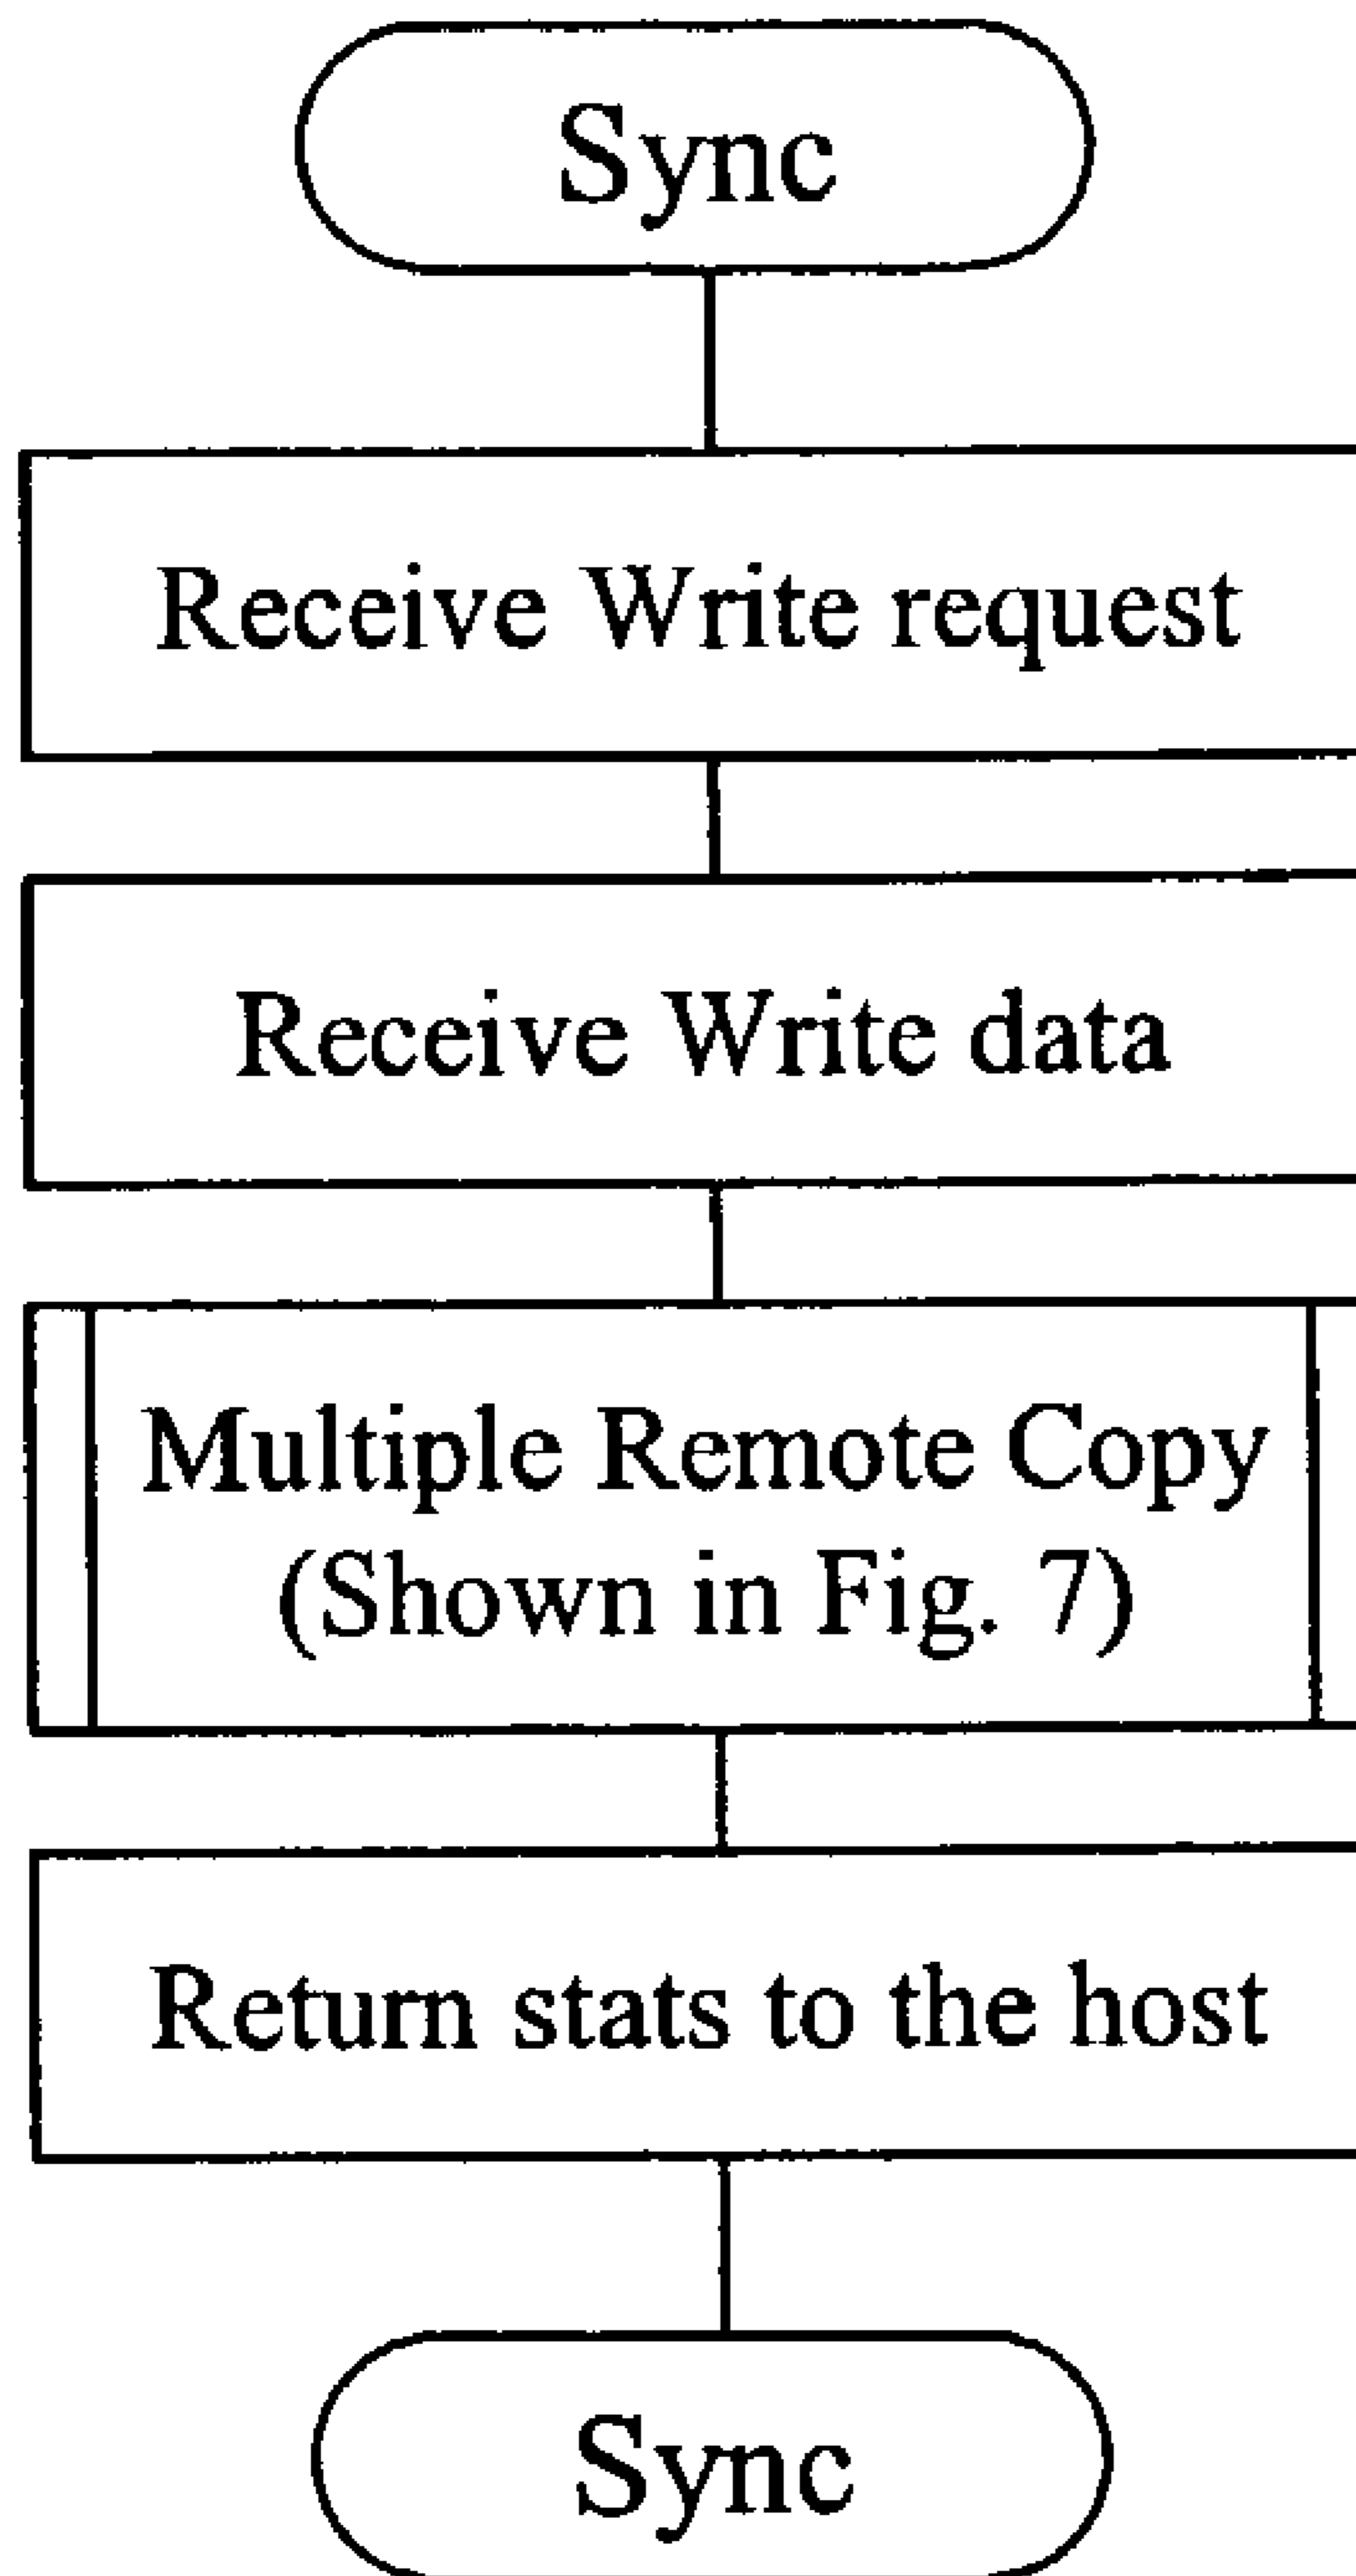 Sync
Receive Write request
Receive Write data
Multiple Remote Copy
(Shown in Fig. 7)
Return stats to the host
Sync